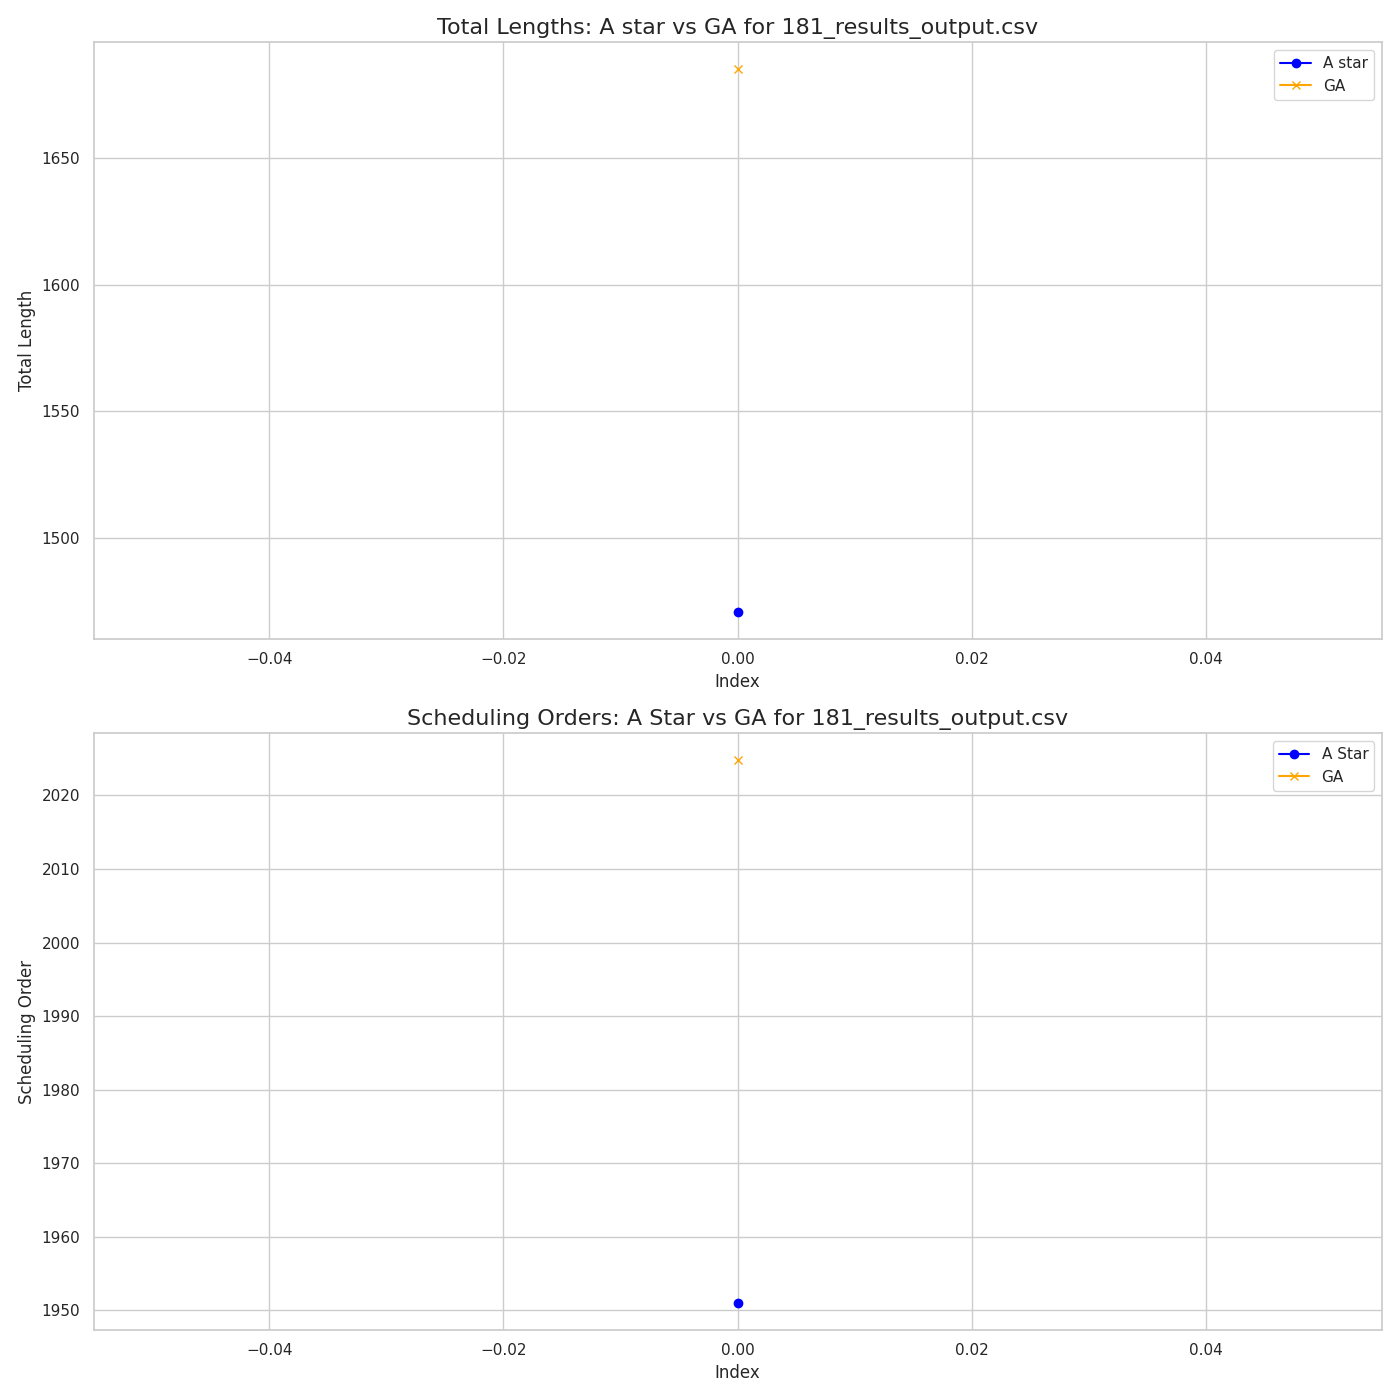 Total Lengths: A star vs GA for 181_results_output.csv
A star
GA
1650
1600
1550
1500
Total Length
−0.04
−0.02
0.00
0.02
0.04
Index
Scheduling Orders: A Star vs GA for 181_results_output.csv
A Star
GA
2020
2010
2000
1990
1980
1970
1960
1950
Scheduling Order
−0.04
−0.02
0.00
0.02
0.04
Index